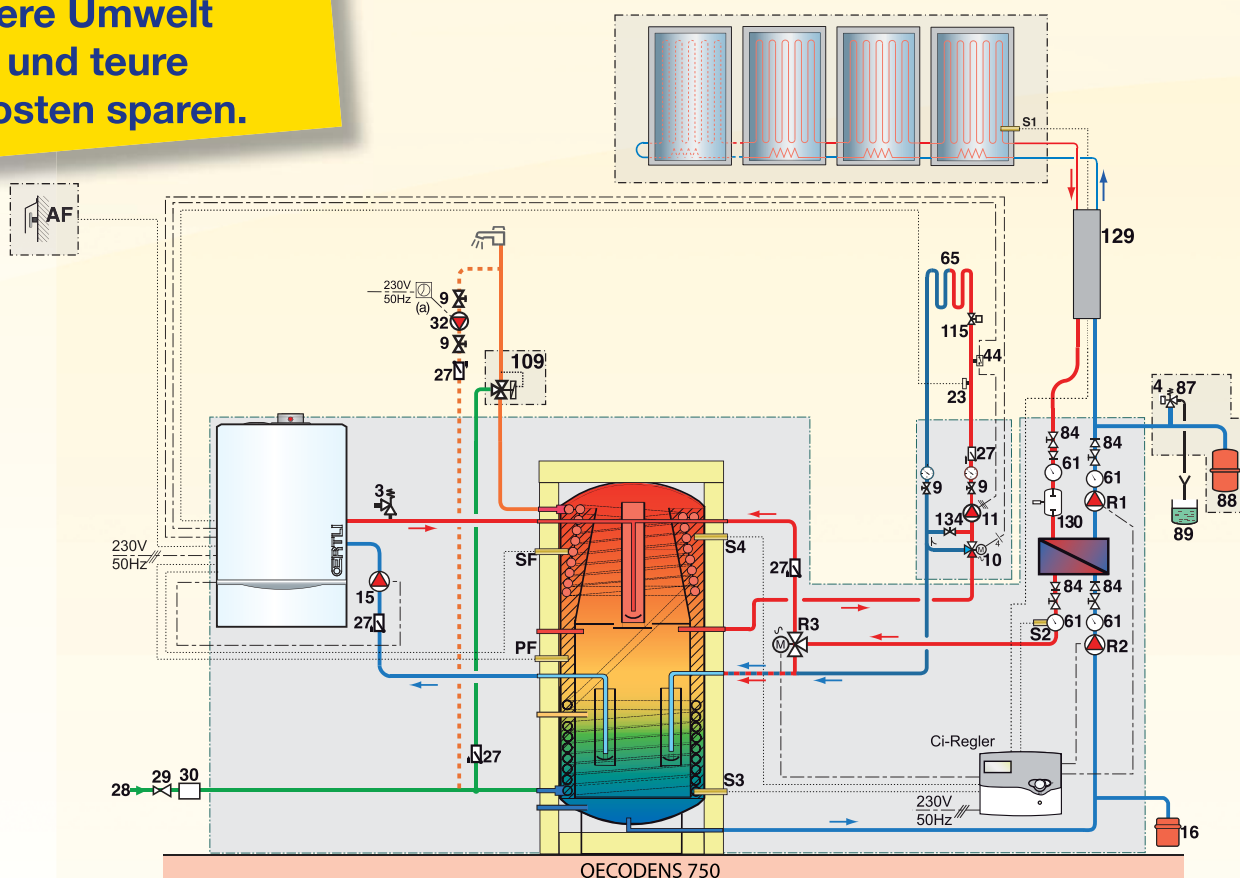 ere Umwelt
und teure
osten sparen.
S1
AF
129
65
230V
50Hz
(a)
9
32
9
27
109
115
44
23
4
87
88
89
84
84
61
61
R1
130
27
9
9
134
11
M
10
3
CERTLI
230V
50Hz
15
27
SF
S4
27
PF
R3
M
84
84
S2
61
61
R2
27
28
29
30
S3
Ci-Regler
230V
50Hz
16
OECODENS 750